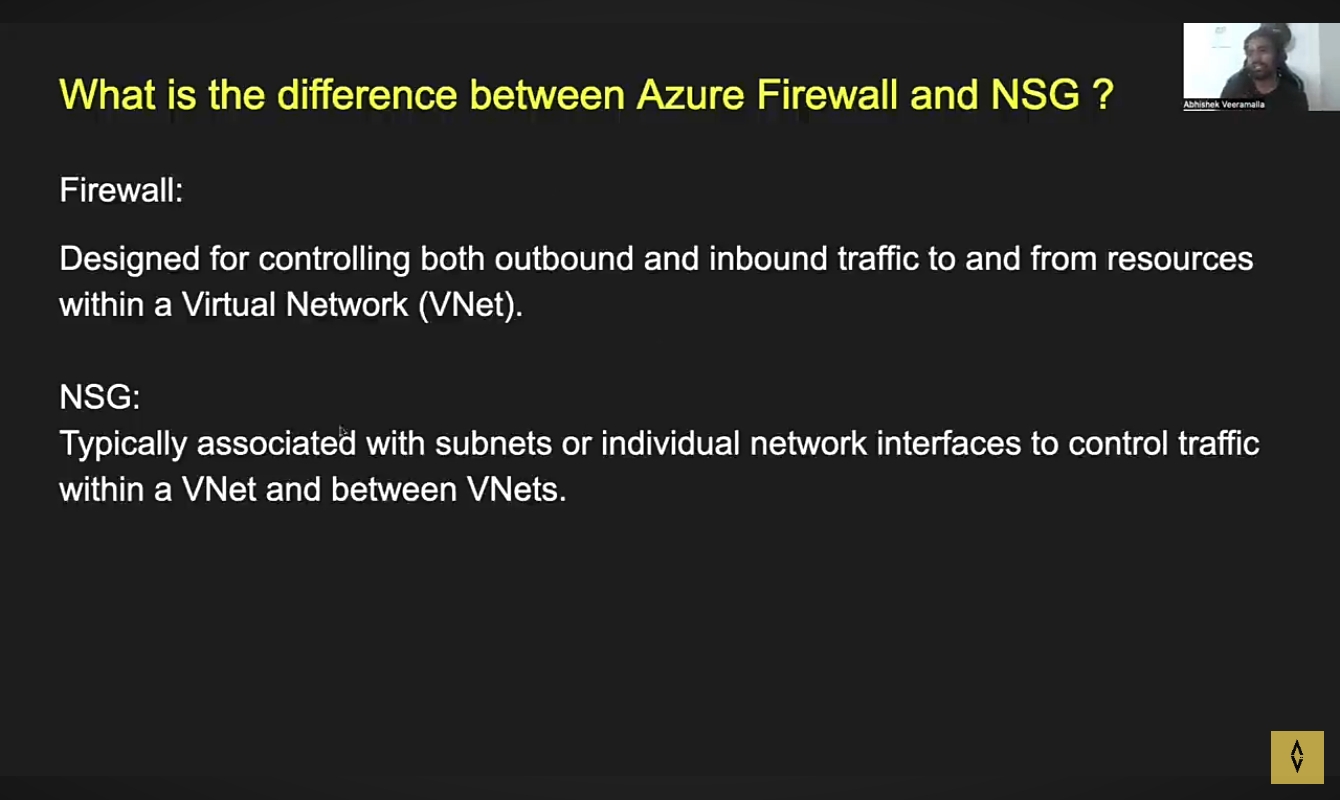 What is the difference between Azure Firewall and NSG ?
Abhishek Veeramalla
Firewall:
Designed for controlling both outbound and inbound traffic to and from resources
within a Virtual Network (VNet).
NSG:
Typically associated with subnets or individual network interfaces to control traffic
within a VNet and between VNets.